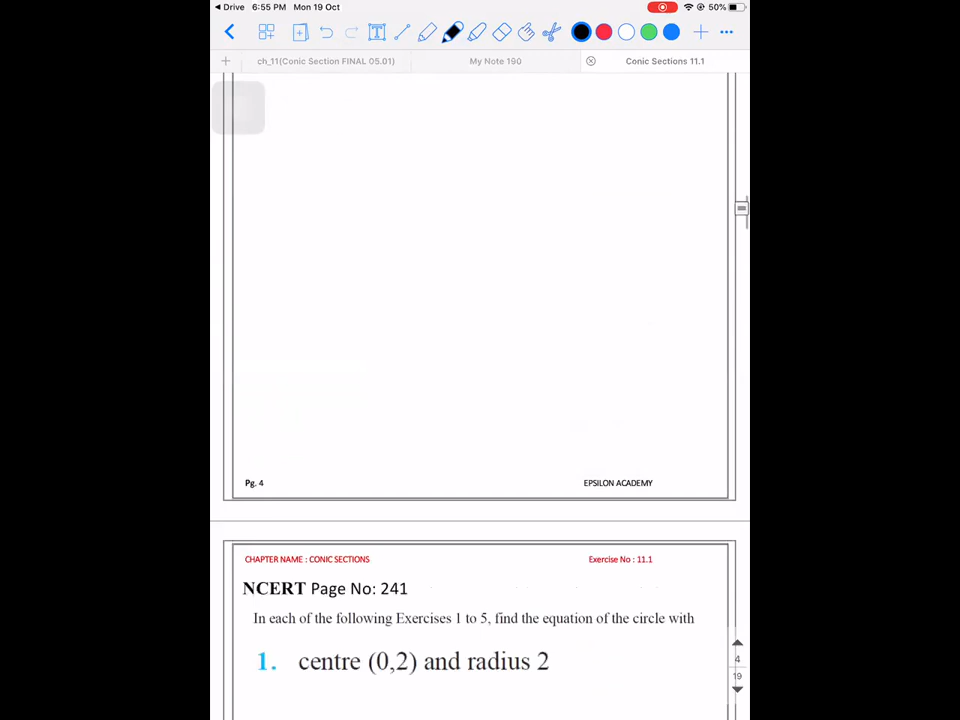 Drive 6:55 PM Mon 19 Oct 50%
ch_11(Conic Section FINAL 05.01) My Note 190 Conic Sections 11.1
Pg. 4 EPSILON ACADEMY
CHAPTER NAME : CONIC SECTIONS Exercise No : 11.1
NCERT Page No: 241
In each of the following Exercises 1 to 5, find the equation of the circle with
1. centre (0,2) and radius 2
4
19